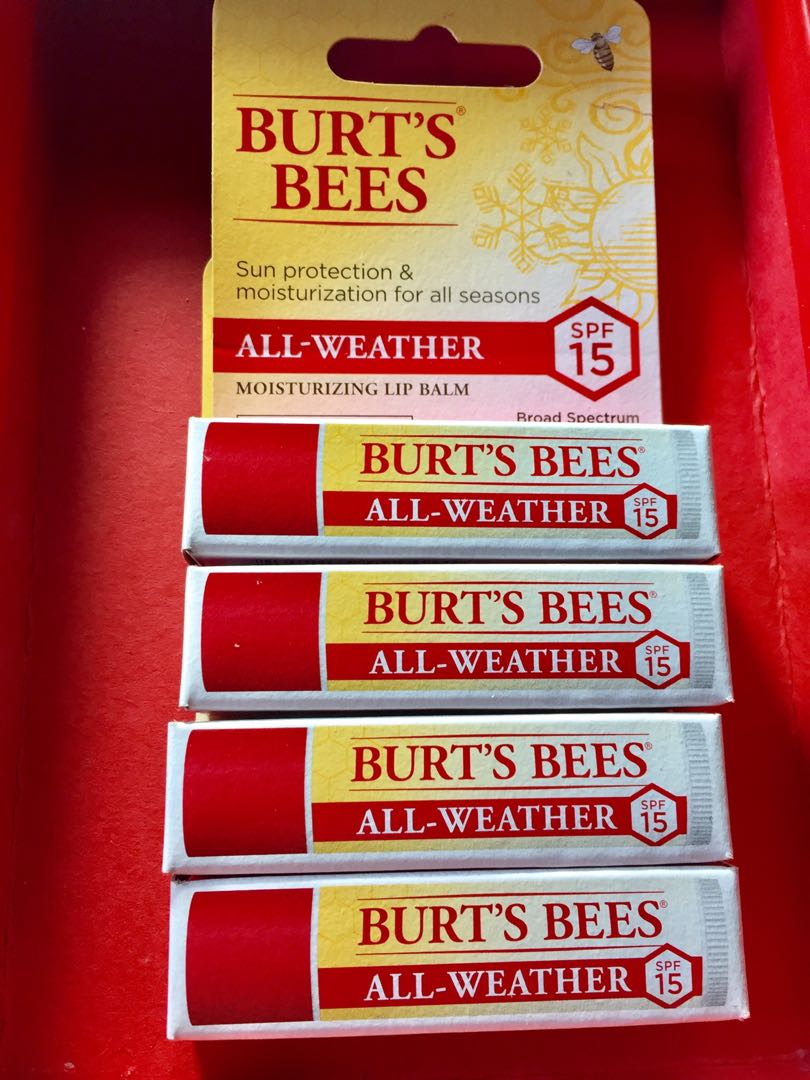 BURT'S®
BEES
Sun protection &
moisturization for all seasons
ALL-WEATHER
SPF
15
MOISTURIZING LIP BALM
Broad Spectrum
BURT'S BEES®
ALL-WEATHER
SPF
15
BURT'S BEES®
ALL-WEATHER
SPF
15
BURT'S BEES®
ALL-WEATHER
SPF
15
BURT'S BEES®
ALL-WEATHER
SPF
15